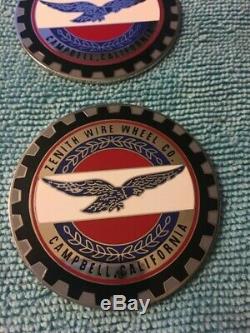 CAMPBELL, CALIFORNIA
ZENITH WIRE WHEEL CO.
CAMPBELL, CALIFORNIA